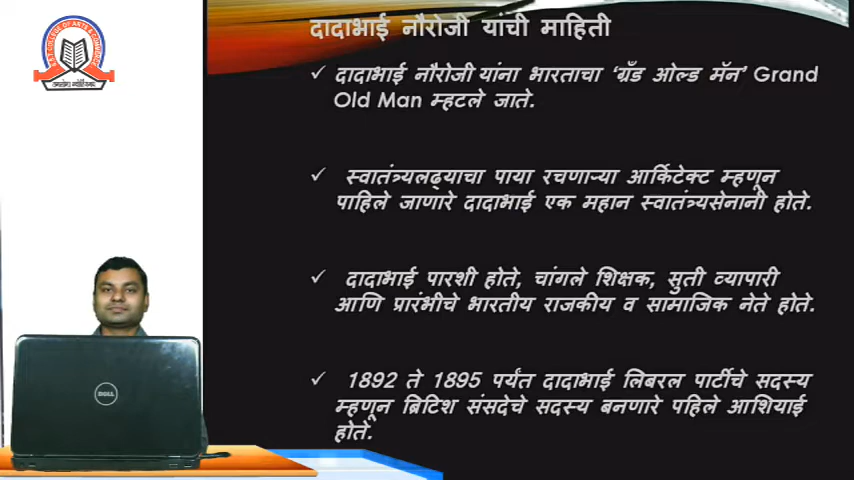 दादाभाई नौरोजी यांची माहिती
✓ दादाभाई नौरोजी यांना भारताचा ‘ग्रँड ओल्ड मॅन’ Grand
Old Man म्हटले जाते.
✓ स्वातंत्र्यलढ्याचा पाया रचणाऱ्या आर्किटेक्ट म्हणून
पाहिले जाणारे दादाभाई एक महान स्वातंत्र्यसेनानी होते.
✓ दादाभाई पारशी होते, चांगले शिक्षक, सुती व्यापारी
आणि प्रारंभीचे भारतीय राजकीय व सामाजिक नेते होते.
✓ 1892 ते 1895 पर्यंत दादाभाई लिबरल पार्टीचे सदस्य
म्हणून ब्रिटिश संसदेचे सदस्य बनणारे पहिले आशियाई
होते.
DELL